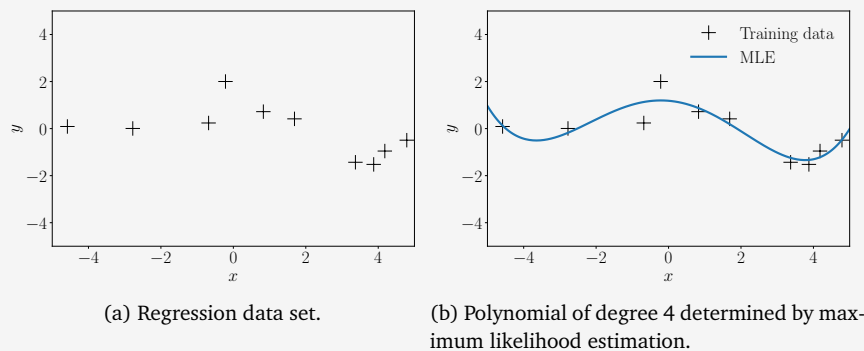 4
2
0
−2
−4
y
−4
−2
0
2
4
x
(a) Regression data set.
4
2
0
−2
−4
y
Training data
MLE
−4
−2
0
2
4
x
(b) Polynomial of degree 4 determined by max-
imum likelihood estimation.